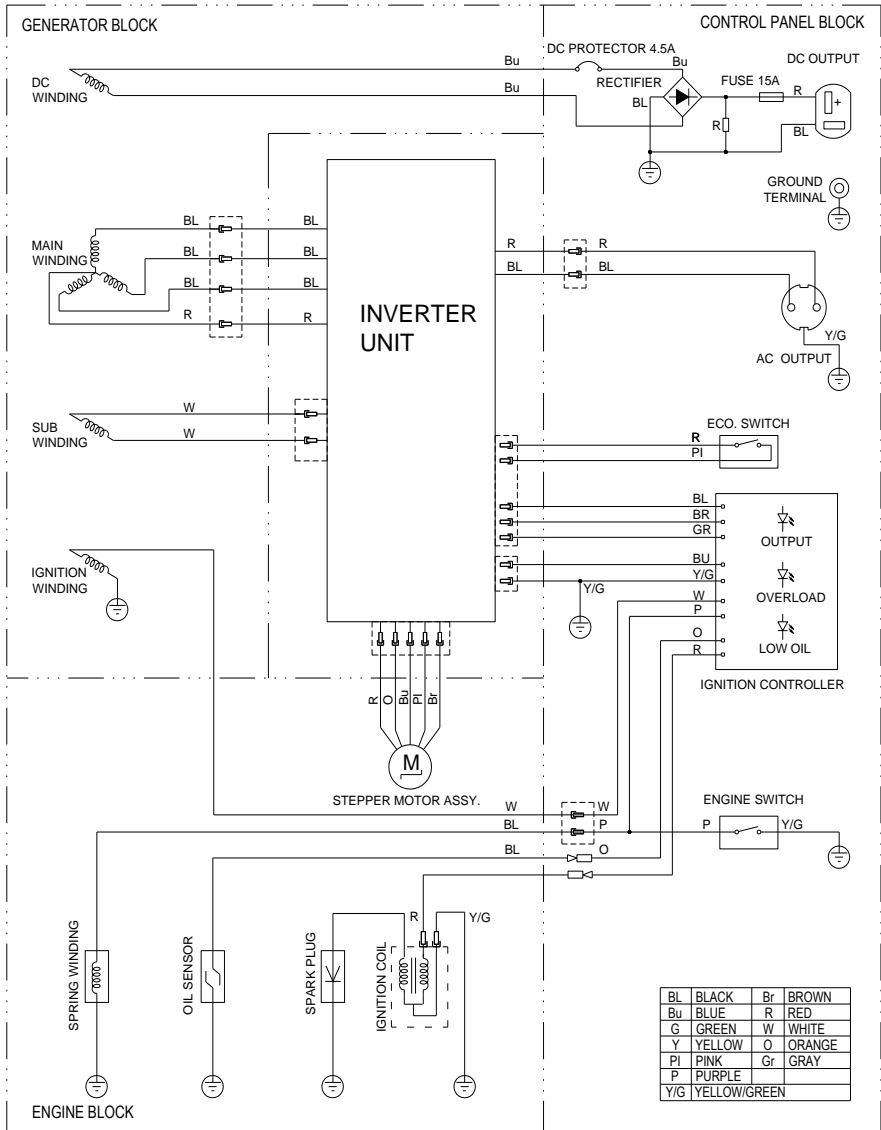 GENERATOR BLOCK
CONTROL PANEL BLOCK
DC PROTECTOR 4.5A
DC OUTPUT
Bu
Bu
RECTIFIER
FUSE 15A
DC
WINDING
Bu
BL
R
+
R
BL
GROUND
TERMINAL
MAIN
WINDING
BL
BL
BL
BL
BL
BL
R
R
INVERTER
UNIT
R
R
BL
BL
Y/G
AC OUTPUT
SUB
WINDING
W
W
ECO. SWITCH
R
PI
BL
BR
GR
OUTPUT
BU
Y/G
Y/G
OVERLOAD
W
P
O
R
LOW OIL
IGNITION CONTROLLER
IGNITION
WINDING
R
O
Bu
PI
Br
M
STEPPER MOTOR ASSY.
W
W
BL
P
BL
O
ENGINE SWITCH
P
Y/G
R
Y/G
SPRING WINDING
OIL SENSOR
SPARK PLUG
IGNITION COIL
BL BLACK Br BROWN
Bu BLUE R RED
G GREEN W WHITE
Y YELLOW O ORANGE
PI PINK Gr GRAY
P PURPLE
Y/G YELLOW/GREEN
ENGINE BLOCK